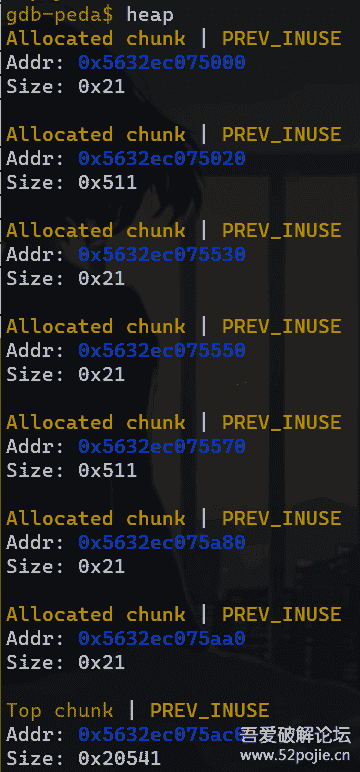 gdb-peda$ heap
Allocated chunk | PREV_INUSE
Addr: 0x5632ec075000
Size: 0x21
Allocated chunk | PREV_INUSE
Addr: 0x5632ec075020
Size: 0x511
Allocated chunk | PREV_INUSE
Addr: 0x5632ec075530
Size: 0x21
Allocated chunk | PREV_INUSE
Addr: 0x5632ec075550
Size: 0x21
Allocated chunk | PREV_INUSE
Addr: 0x5632ec075570
Size: 0x511
Allocated chunk | PREV_INUSE
Addr: 0x5632ec075a80
Size: 0x21
Allocated chunk | PREV_INUSE
Addr: 0x5632ec075aa0
Size: 0x21
Top chunk | PREV_INUSE
Addr: 0x5632ec075ac0
Size: 0x20541
吾爱破解论坛
www.52pojie.cn